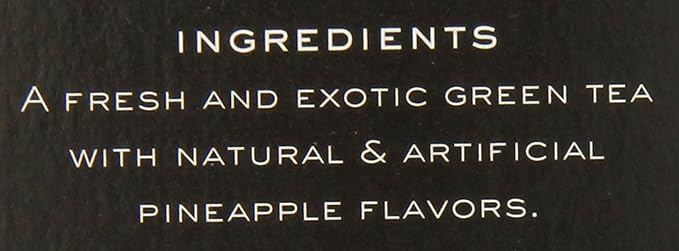 INGREDIENTS
A FRESH AND EXOTIC GREEN TEA
WITH NATURAL & ARTIFICIAL
PINEAPPLE FLAVORS.